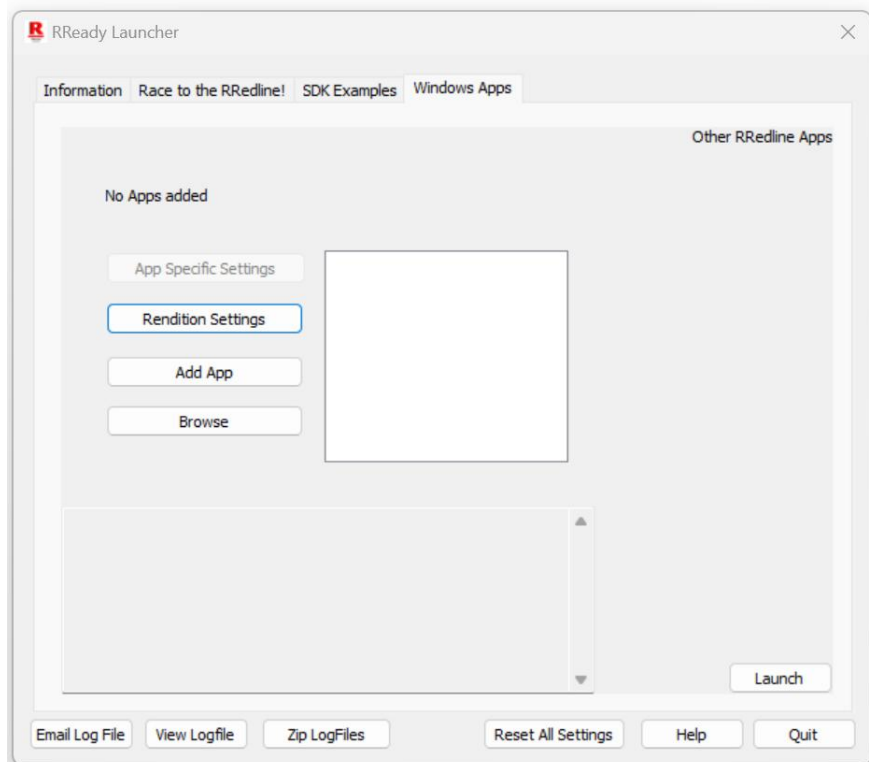 R RReady Launcher
Information Race to the RRedline! SDK Examples Windows Apps
Other RRedline Apps
No Apps added
App Specific Settings
Rendition Settings
Add App
Browse
Launch
Email Log File View Logfile Zip LogFiles Reset All Settings Help Quit